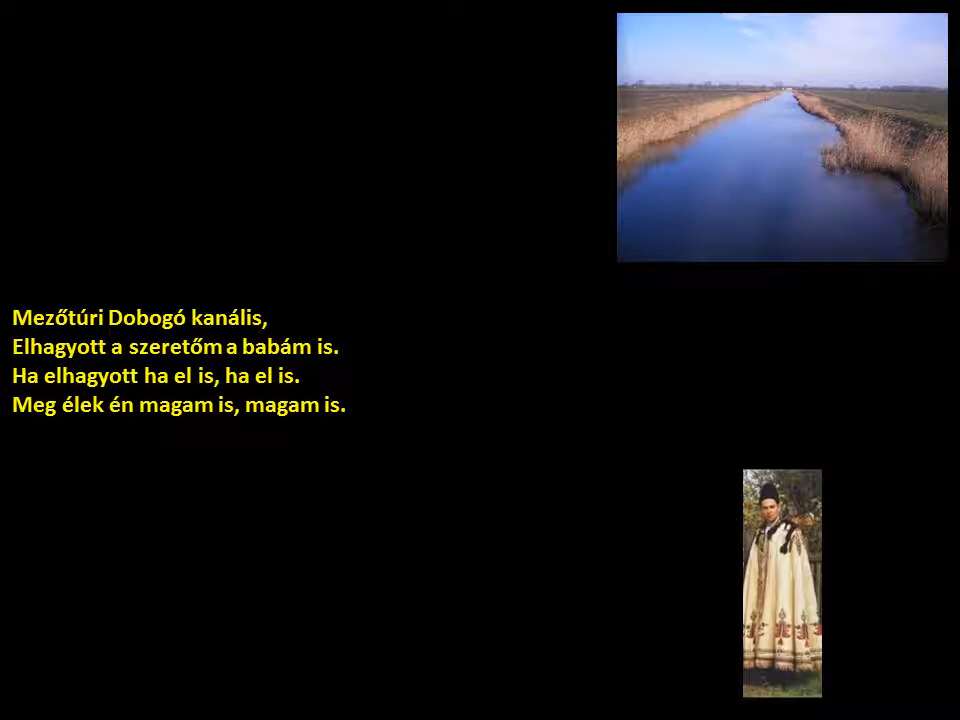 Mezőtúri Dobogó kanális,
Elhagyott a szeretőm a babám is.
Ha elhagyott ha el is, ha el is.
Meg élek én magam is, magam is.